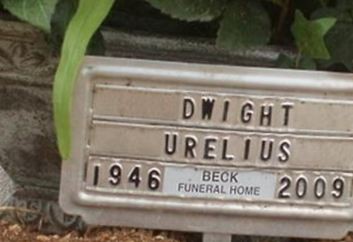 DWIGHT
URELIUS
1946 BECK FUNERAL HOME 2009